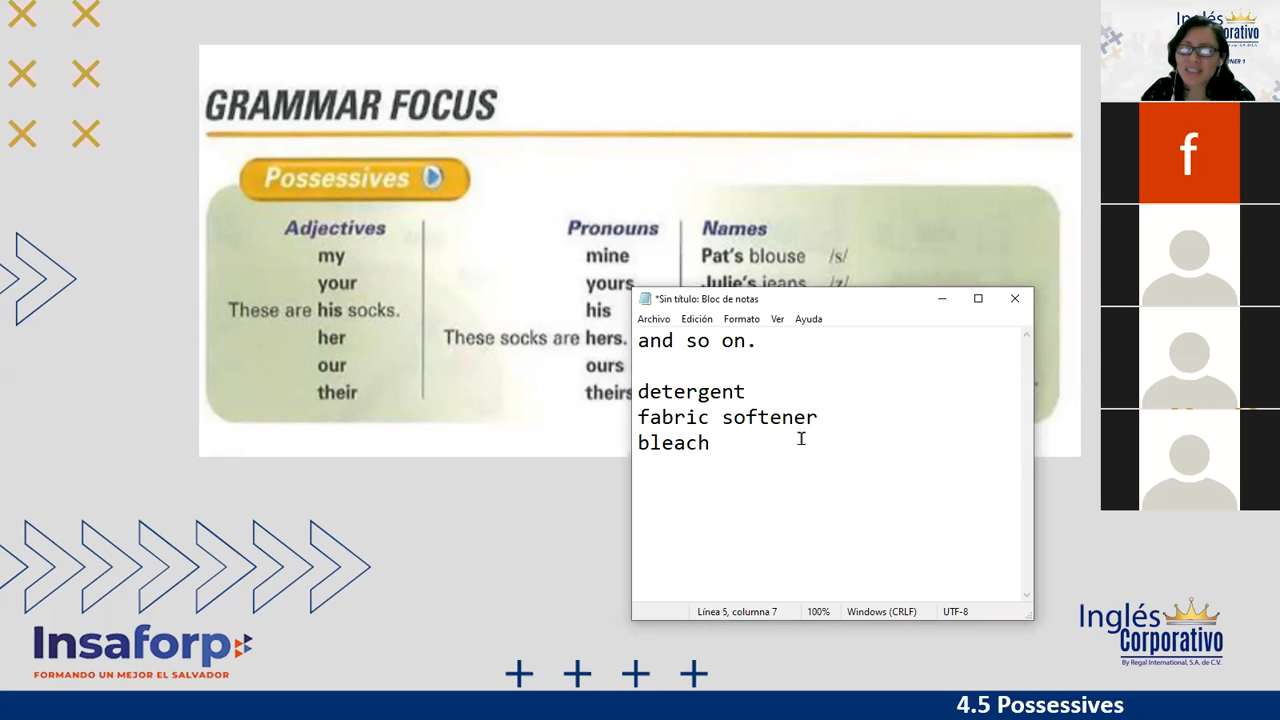 GRAMMAR FOCUS
Possessives
Adjectives
my
your
These are his socks.
her
our
their
Pronouns
mine
yours
his
These socks are hers.
ours
theirs
Names
Pat's blouse /s/
Julie's jeans /z/
*Sin título: Bloc de notas
Archivo Edición Formato Ver Ayuda
and so on.
detergent
fabric softener
bleach
Línea 5, columna 7 100% Windows (CRLF) UTF-8
f
Insaforp
FORMANDO UN MEJOR EL SALVADOR
Inglés
Corporativo
By Regal International, S.A. de C.V.
4.5 Possessives